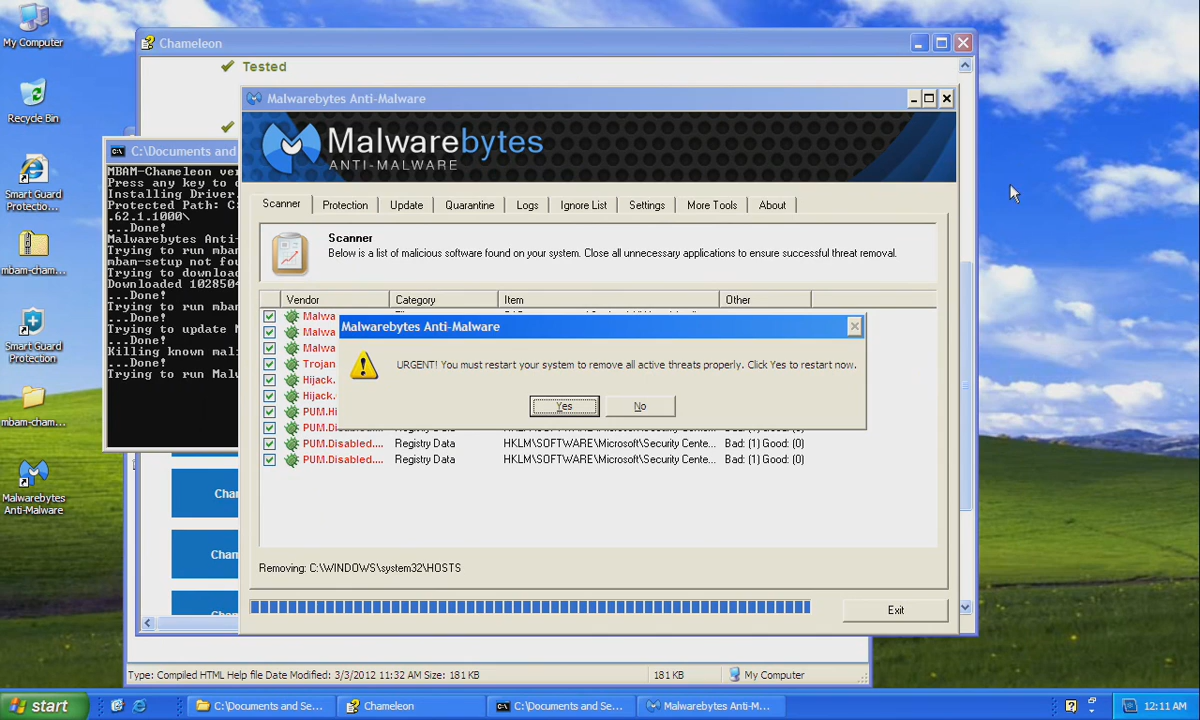 My Computer
Recycle Bin
Smart Guard
Protectio...
mbam-cham...
Smart Guard
Protection
mbam-cham...
Malwarebytes
Anti-Malware
Chameleon
Tested
C:\Documents and
MBAM-Chameleon ver
Press any key to c
Installing Driver.
Protected Path: C:
.62.1.1000\
...Done!
Malwarebytes Anti-
Trying to run mbam
mbam-setup not fou
Trying to download
Downloaded 1028504
...Done!
Trying to run mbam
...Done!
Trying to update M
...Done!
Killing known mali
...Done!
Trying to run Malw
Malwarebytes Anti-Malware
Malwarebytes
ANTI-MALWARE
Scanner Protection Update Quarantine Logs Ignore List Settings More Tools About
Scanner
Below is a list of malicious software found on your system. Close all unnecessary applications to ensure successful threat removal.
Vendor Category Item Other
Malwa
Malwa
Malwa
Trojan
Hijack.
Hijack.
PUM.Hi
PUM.Disabled....
PUM.Disabled.... Registry Data HKLM\SOFTWARE\Microsoft\Security Cente... Bad: (1) Good: (0)
PUM.Disabled.... Registry Data HKLM\SOFTWARE\Microsoft\Security Cente... Bad: (1) Good: (0)
Malwarebytes Anti-Malware
URGENT! You must restart your system to remove all active threats properly. Click Yes to restart now.
Yes No
Removing: C:\WINDOWS\system32\HOSTS
Exit
Cha
Cham
Type: Compiled HTML Help file Date Modified: 3/3/2012 11:32 AM Size: 181 KB 181 KB My Computer
start C:\Documents and Se... Chameleon C:\Documents and Se... Malwarebytes Anti-M... 12:11 AM